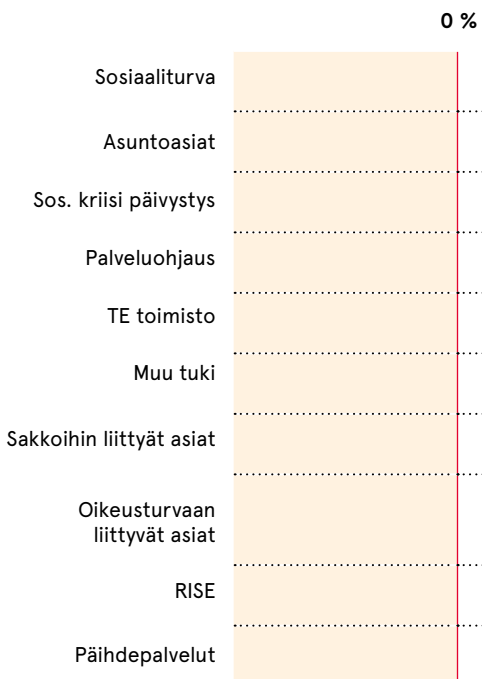 0 %
Sosiaaliturva
Asuntoasiat
Sos. kriisi päivystys
Palveluohjaus
TE toimisto
Muu tuki
Sakkoihin liittyät asiat
Oikeusturvaan
liittyvät asiat
RISE
Päihdepalvelut